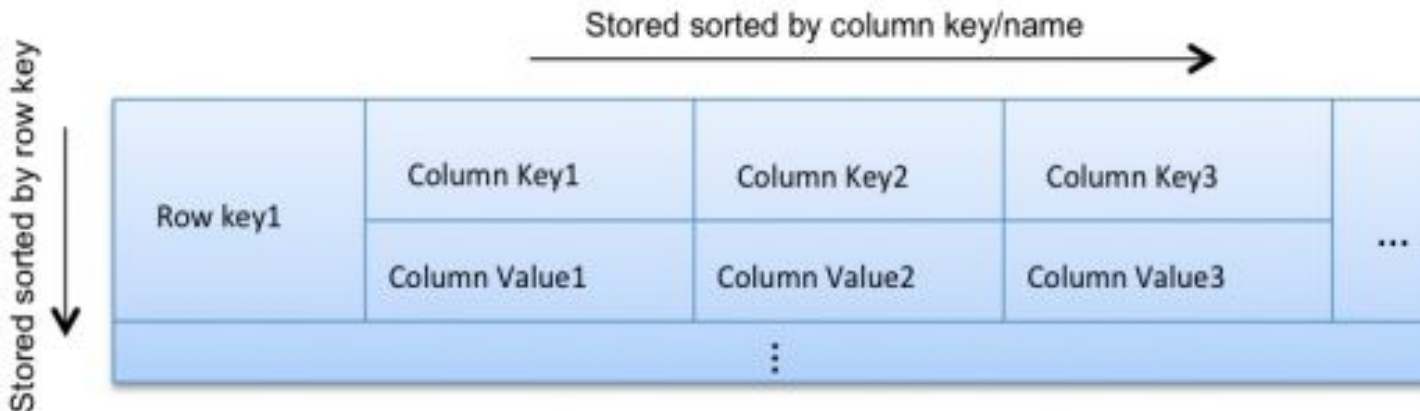 Stored sorted by column key/name
Stored sorted by row key
Row key1
Column Key1
Column Key2
Column Key3
...
Column Value1
Column Value2
Column Value3
⋮